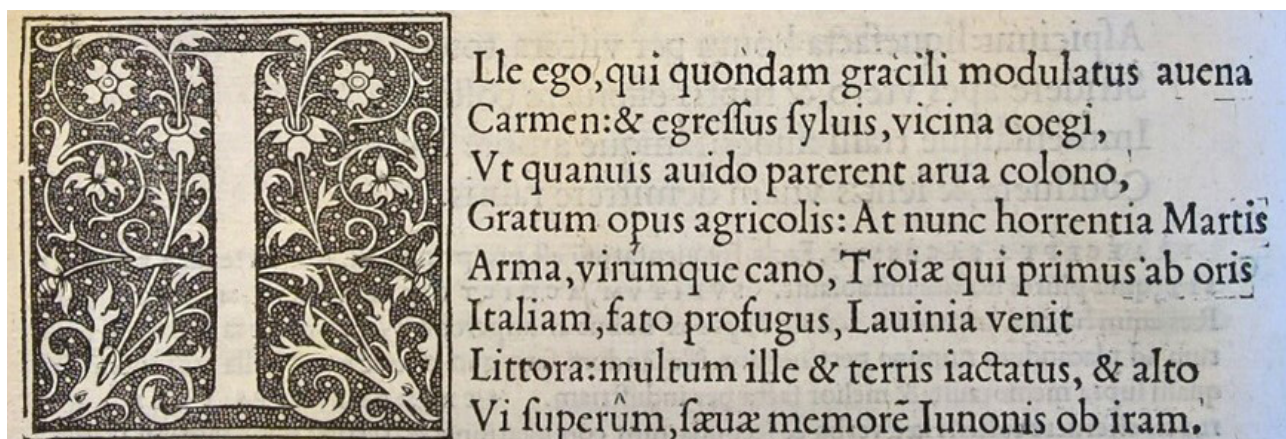 ILle ego, qui quondam gracili modulatus auena
Carmen: & egreſſus ſyluis, vicina coegi,
Vt quanuis auido parerent arua colono,
Gratum opus agricolis: At nunc horrentia Martis
Arma, virúmque cano, Troiæ qui primus ab oris
Italiam, fato profugus, Lauinia venit
Littora: multum ille & terris iactatus, & alto
Vi ſuperûm, ſæuæ memorē Iunonis ob iram.